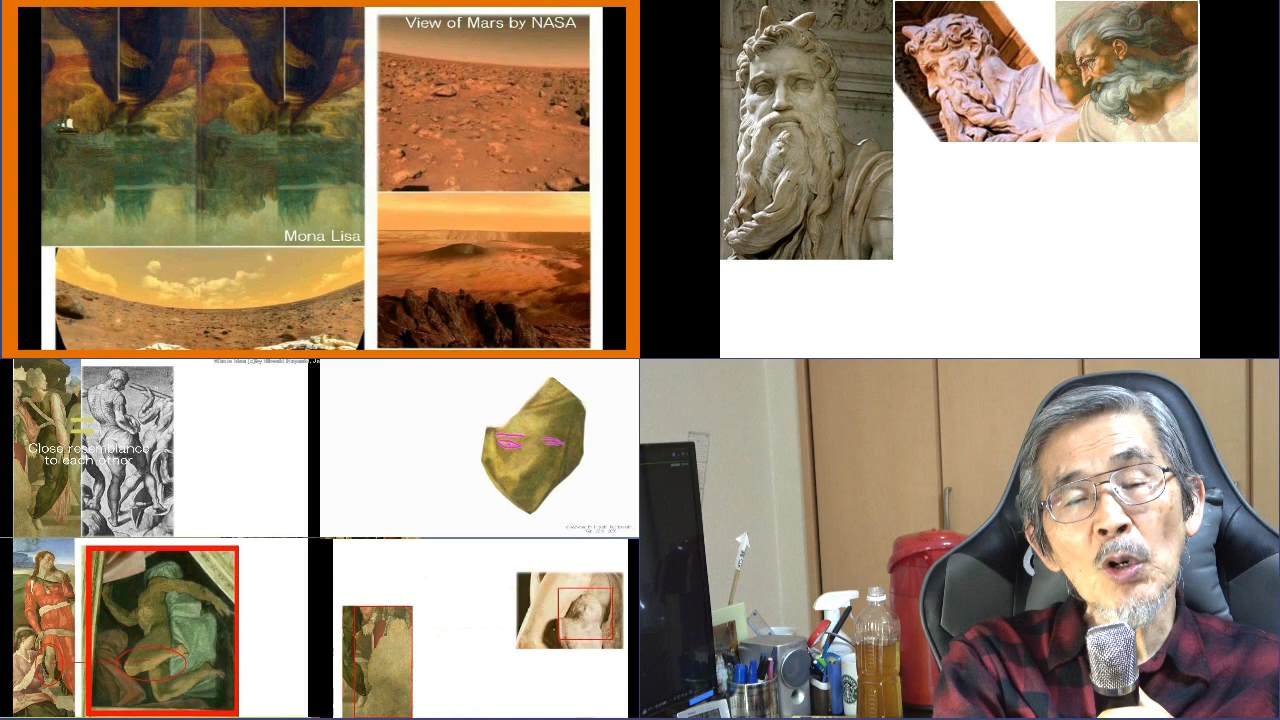 View of Mars by NASA
Mona Lisa
Close resemblance
to each other